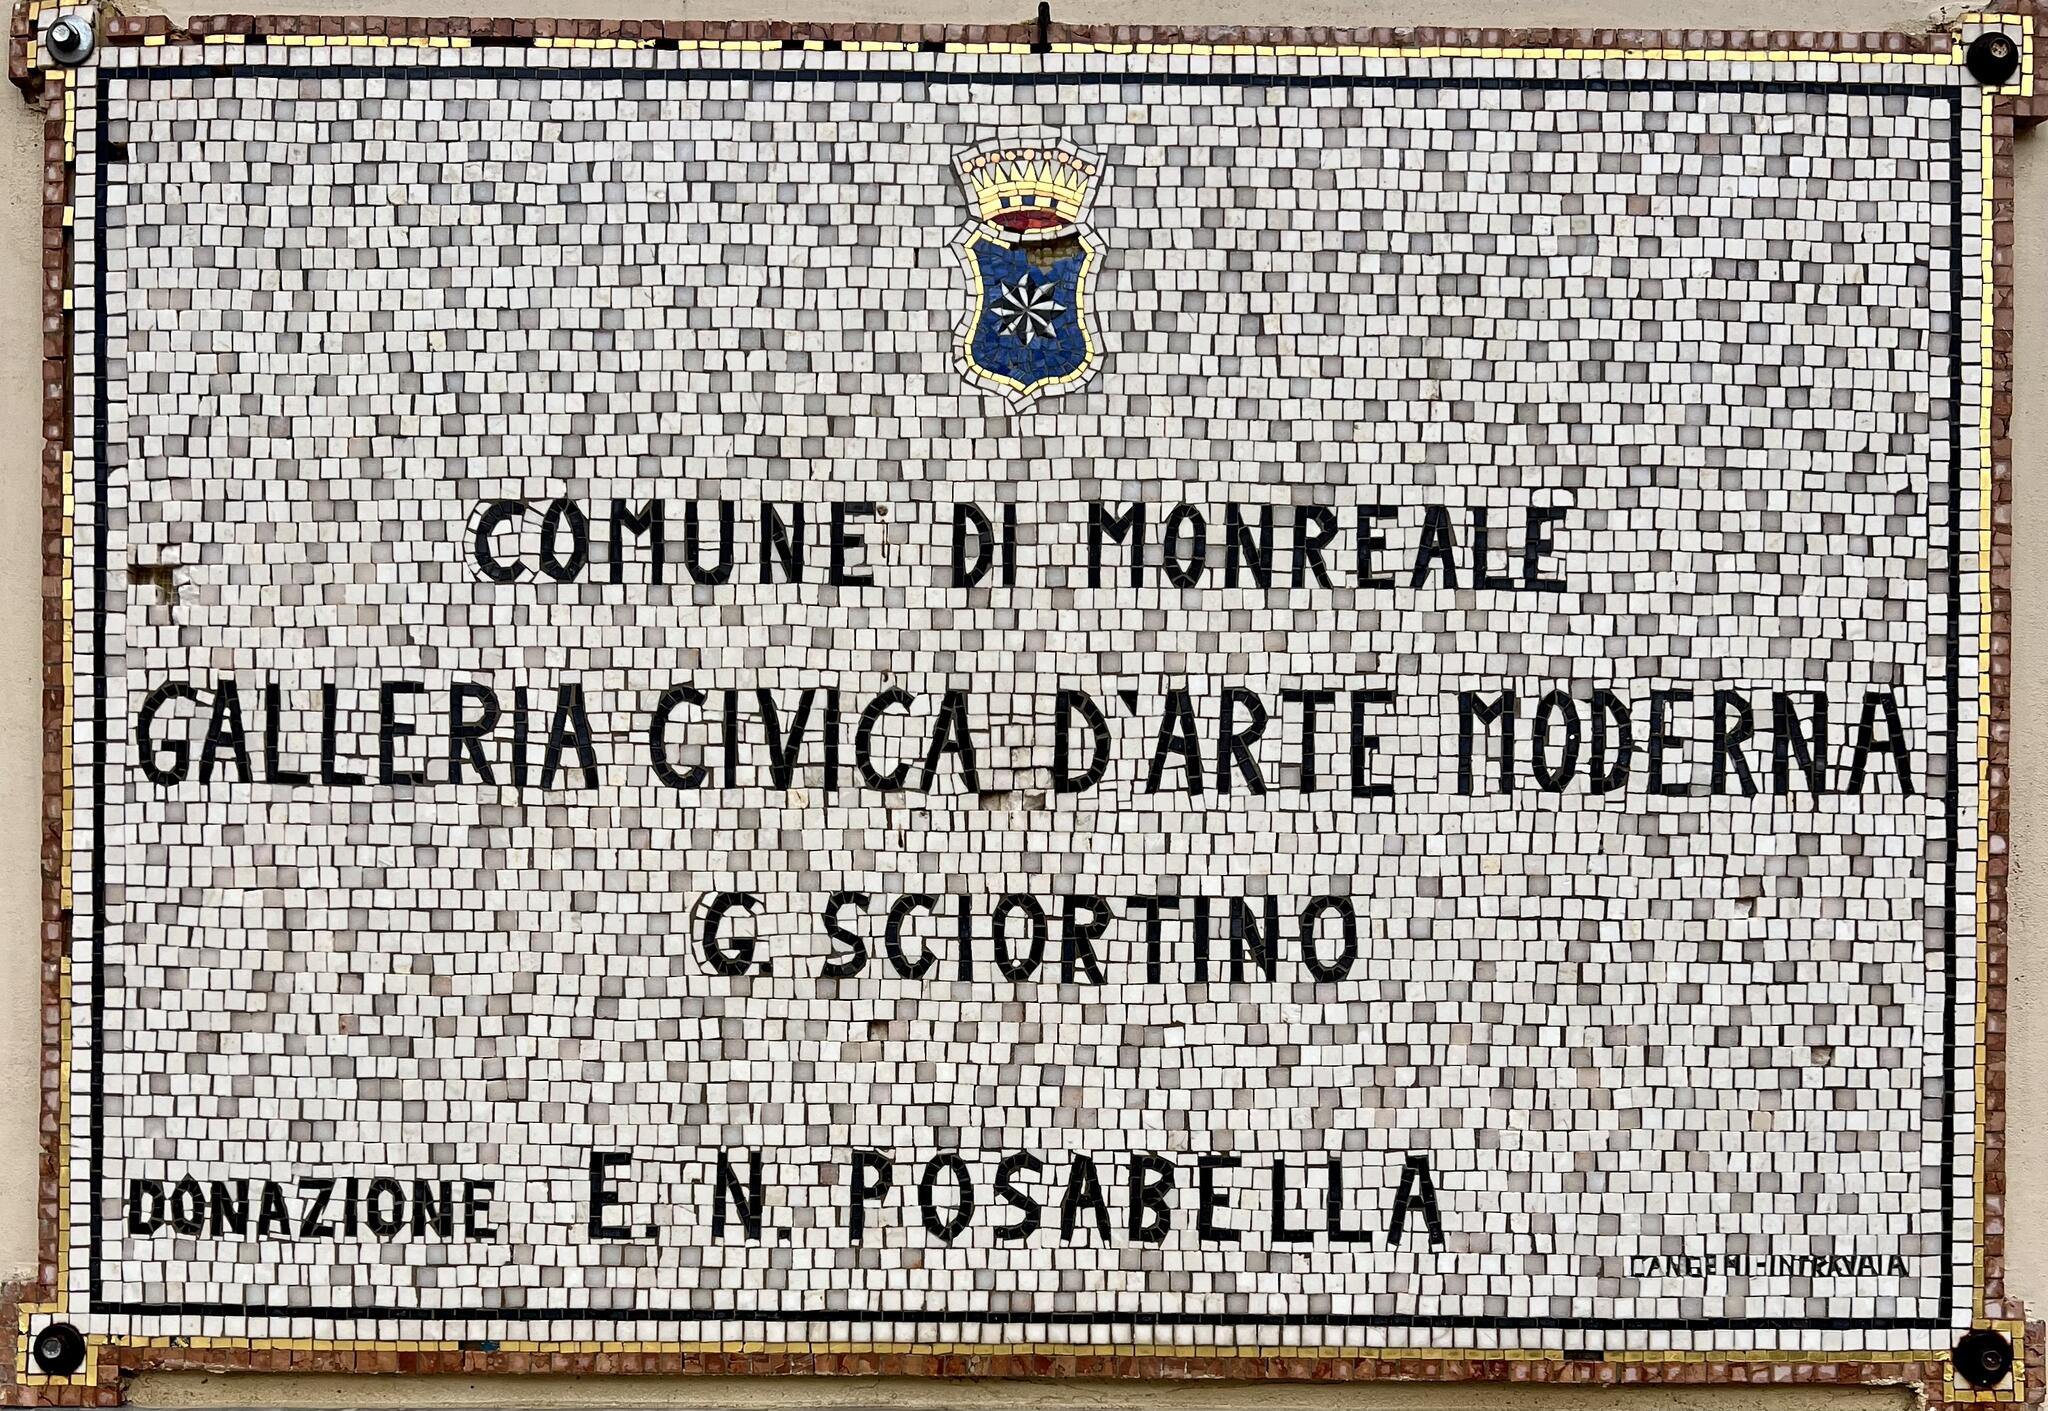 COMUNE DI MONREALE
GALLERIA CIVICA D'ARTE MODERNA
G. SCIORTINO
DONAZIONE E. N. POSABELLA
CANGEMI-INTRAVAIA